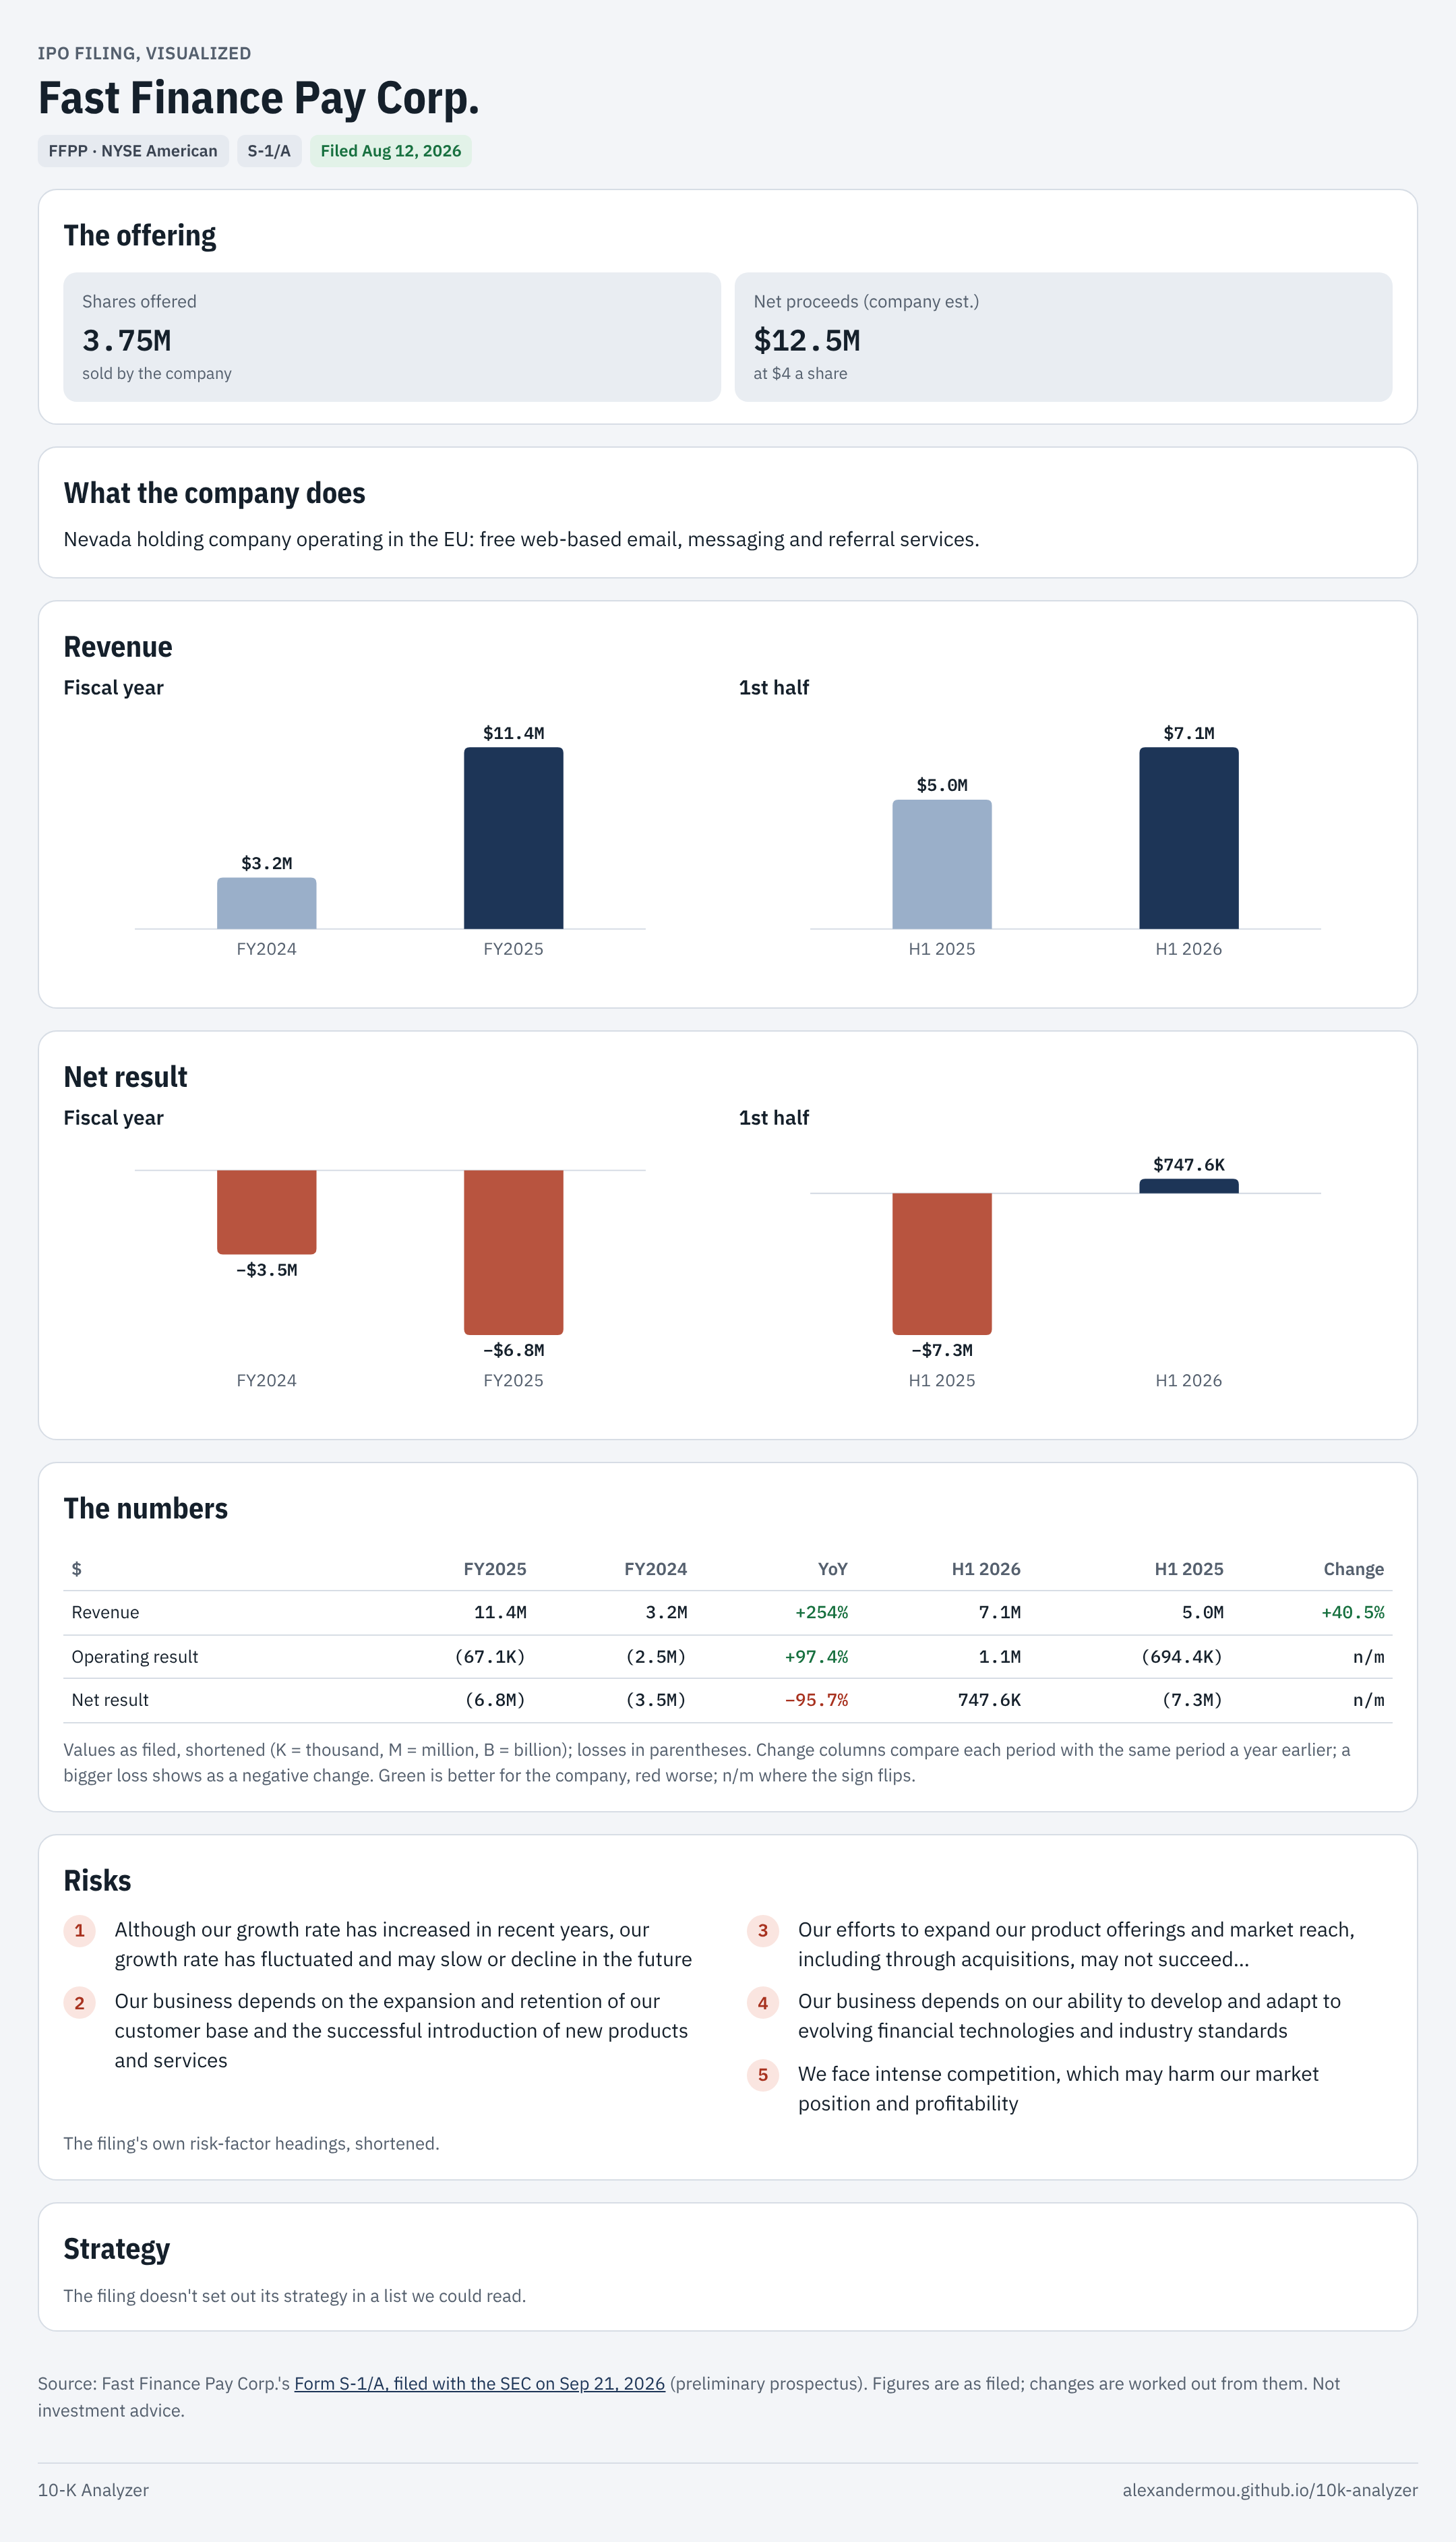 IPO FILING, VISUALIZED
Fast Finance Pay Corp.
FFPP · NYSE American
S-1/A
Filed Aug 12, 2026
The offering
Shares offered
3.75M
sold by the company
Net proceeds (company est.)
$12.5M
at $4 a share
What the company does
Nevada holding company operating in the EU: free web-based email, messaging and referral services.
Revenue
Fiscal year
$3.2M
$11.4M
FY2024
FY2025
1st half
$5.0M
$7.1M
H1 2025
H1 2026
Net result
Fiscal year
−$3.5M
−$6.8M
FY2024
FY2025
1st half
$747.6K
−$7.3M
H1 2025
H1 2026
The numbers
$ FY2025 FY2024 YoY H1 2026 H1 2025 Change
Revenue 11.4M 3.2M +254% 7.1M 5.0M +40.5%
Operating result (67.1K) (2.5M) +97.4% 1.1M (694.4K) n/m
Net result (6.8M) (3.5M) −95.7% 747.6K (7.3M) n/m
Values as filed, shortened (K = thousand, M = million, B = billion); losses in parentheses. Change columns compare each period with the same period a year earlier; a
bigger loss shows as a negative change. Green is better for the company, red worse; n/m where the sign flips.
Risks
1 Although our growth rate has increased in recent years, our
growth rate has fluctuated and may slow or decline in the future
2 Our business depends on the expansion and retention of our
customer base and the successful introduction of new products
and services
3 Our efforts to expand our product offerings and market reach,
including through acquisitions, may not succeed…
4 Our business depends on our ability to develop and adapt to
evolving financial technologies and industry standards
5 We face intense competition, which may harm our market
position and profitability
The filing's own risk-factor headings, shortened.
Strategy
The filing doesn't set out its strategy in a list we could read.
Source: Fast Finance Pay Corp.'s Form S-1/A, filed with the SEC on Sep 21, 2026 (preliminary prospectus). Figures are as filed; changes are worked out from them. Not
investment advice.
10-K Analyzer
alexandermou.github.io/10k-analyzer